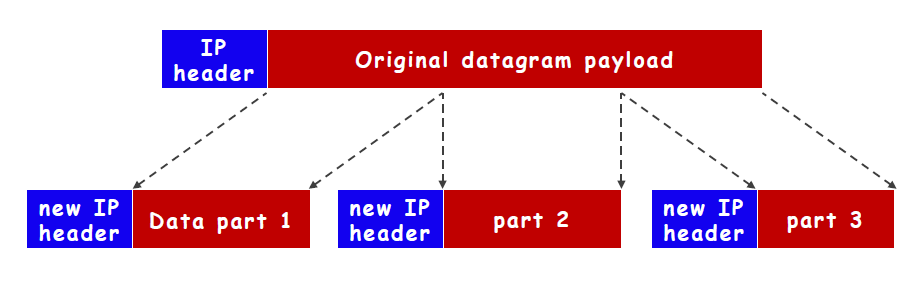 IP
header
Original datagram payload
new IP
header
Data part 1
new IP
header
part 2
new IP
header
part 3